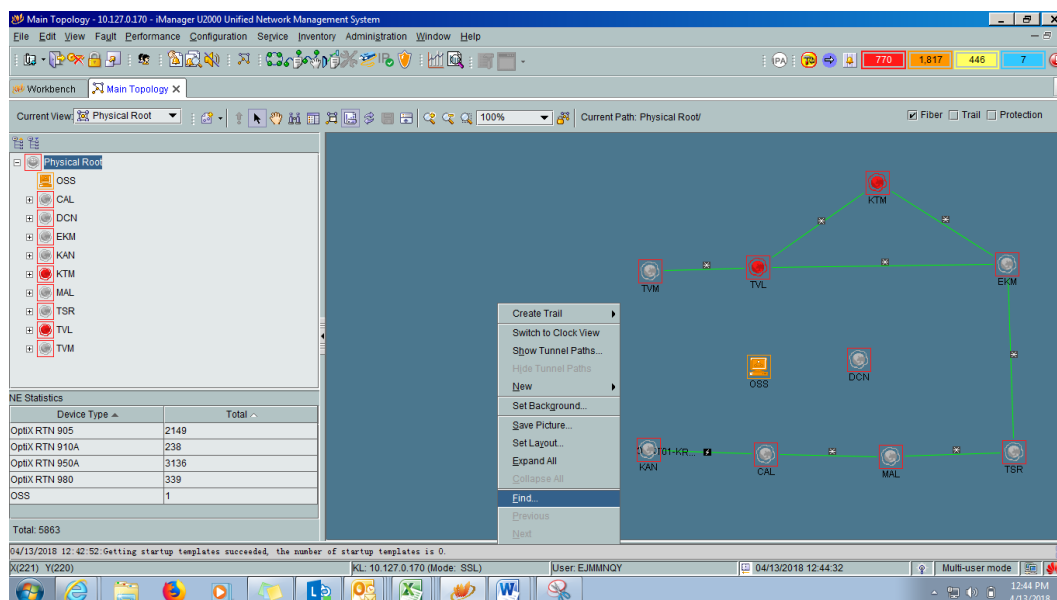 Main Topology - 10.127.0.170 - iManager U2000 Unified Network Management System
File Edit View Fault Performance Configuration Service Inventory Administration Window Help
PA 770 1,817 446 7
Workbench Main Topology
Current View: Physical Root 100% Current Path: Physical Root/ Fiber Trail Protection
Physical Root
OSS
CAL
DCN
EKM
KAN
KTM
MAL
TSR
TVL
TVM
NE Statistics
Device Type Total
OptiX RTN 905 2149
OptiX RTN 910A 238
OptiX RTN 950A 3136
OptiX RTN 980 339
OSS 1
Total: 5863
KTM
TVM
TVL
EKM
OSS
DCN
T01-KR...
KAN
CAL
MAL
TSR
Create Trail
Switch to Clock View
Show Tunnel Paths...
Hide Tunnel Paths
New
Set Background...
Save Picture...
Set Layout...
Expand All
Collapse All
Find...
Previous
Next
04/13/2018 12:42:52:Getting startup templates succeeded, the number of startup templates is 0.
X(221) Y(220) KL: 10.127.0.170 (Mode: SSL) User: EJMMNQY 04/13/2018 12:44:32 Multi-user mode
12:44 PM
4/13/2018